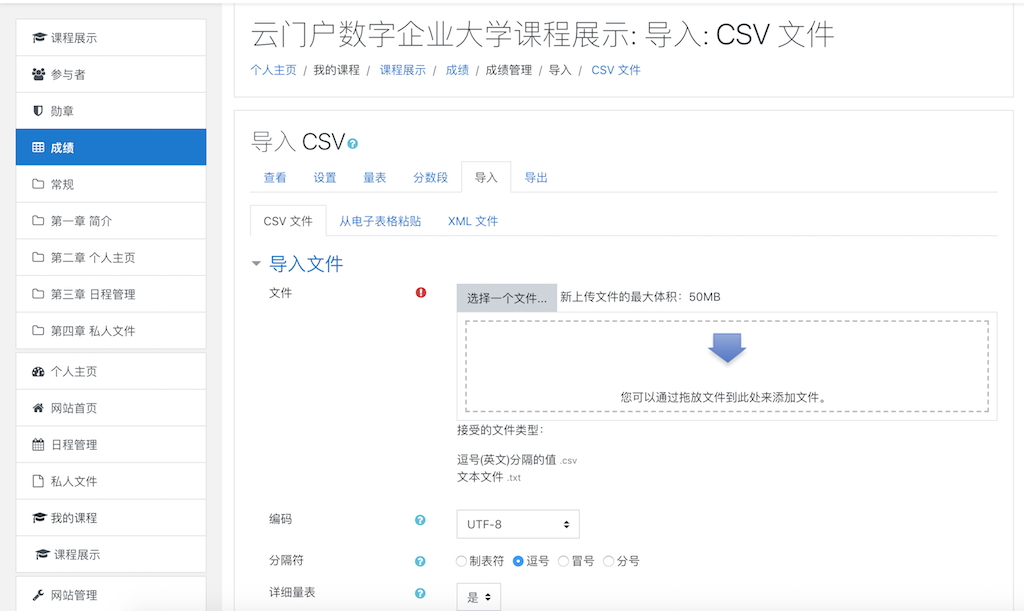 课程展示
参与者
勋章
成绩
常规
第一章 简介
第二章 个人主页
第三章 日程管理
第四章 私人文件
个人主页
网站首页
日程管理
私人文件
我的课程
课程展示
网站管理
云门户数字企业大学课程展示: 导入: CSV 文件
个人主页 / 我的课程 / 课程展示 / 成绩 / 成绩管理 / 导入 / CSV 文件
导入 CSV
查看 设置 量表 分数段 导入 导出
CSV 文件 从电子表格粘贴 XML 文件
导入文件
文件
选择一个文件... 新上传文件的最大体积：50MB
您可以通过拖放文件到此处来添加文件。
接受的文件类型：
逗号(英文)分隔的值 .csv
文本文件 .txt
编码 UTF-8
分隔符 制表符 逗号 冒号 分号
详细量表 是